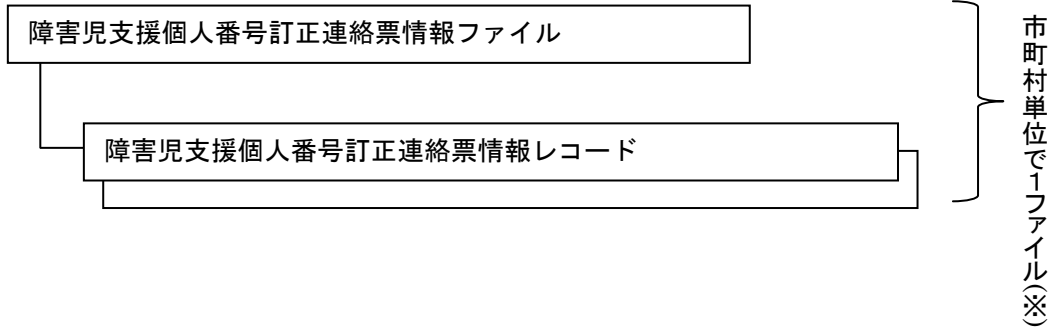 障害児支援個人番号訂正連絡票情報ファイル
障害児支援個人番号訂正連絡票情報レコード
市町村単位で1ファイル(※)